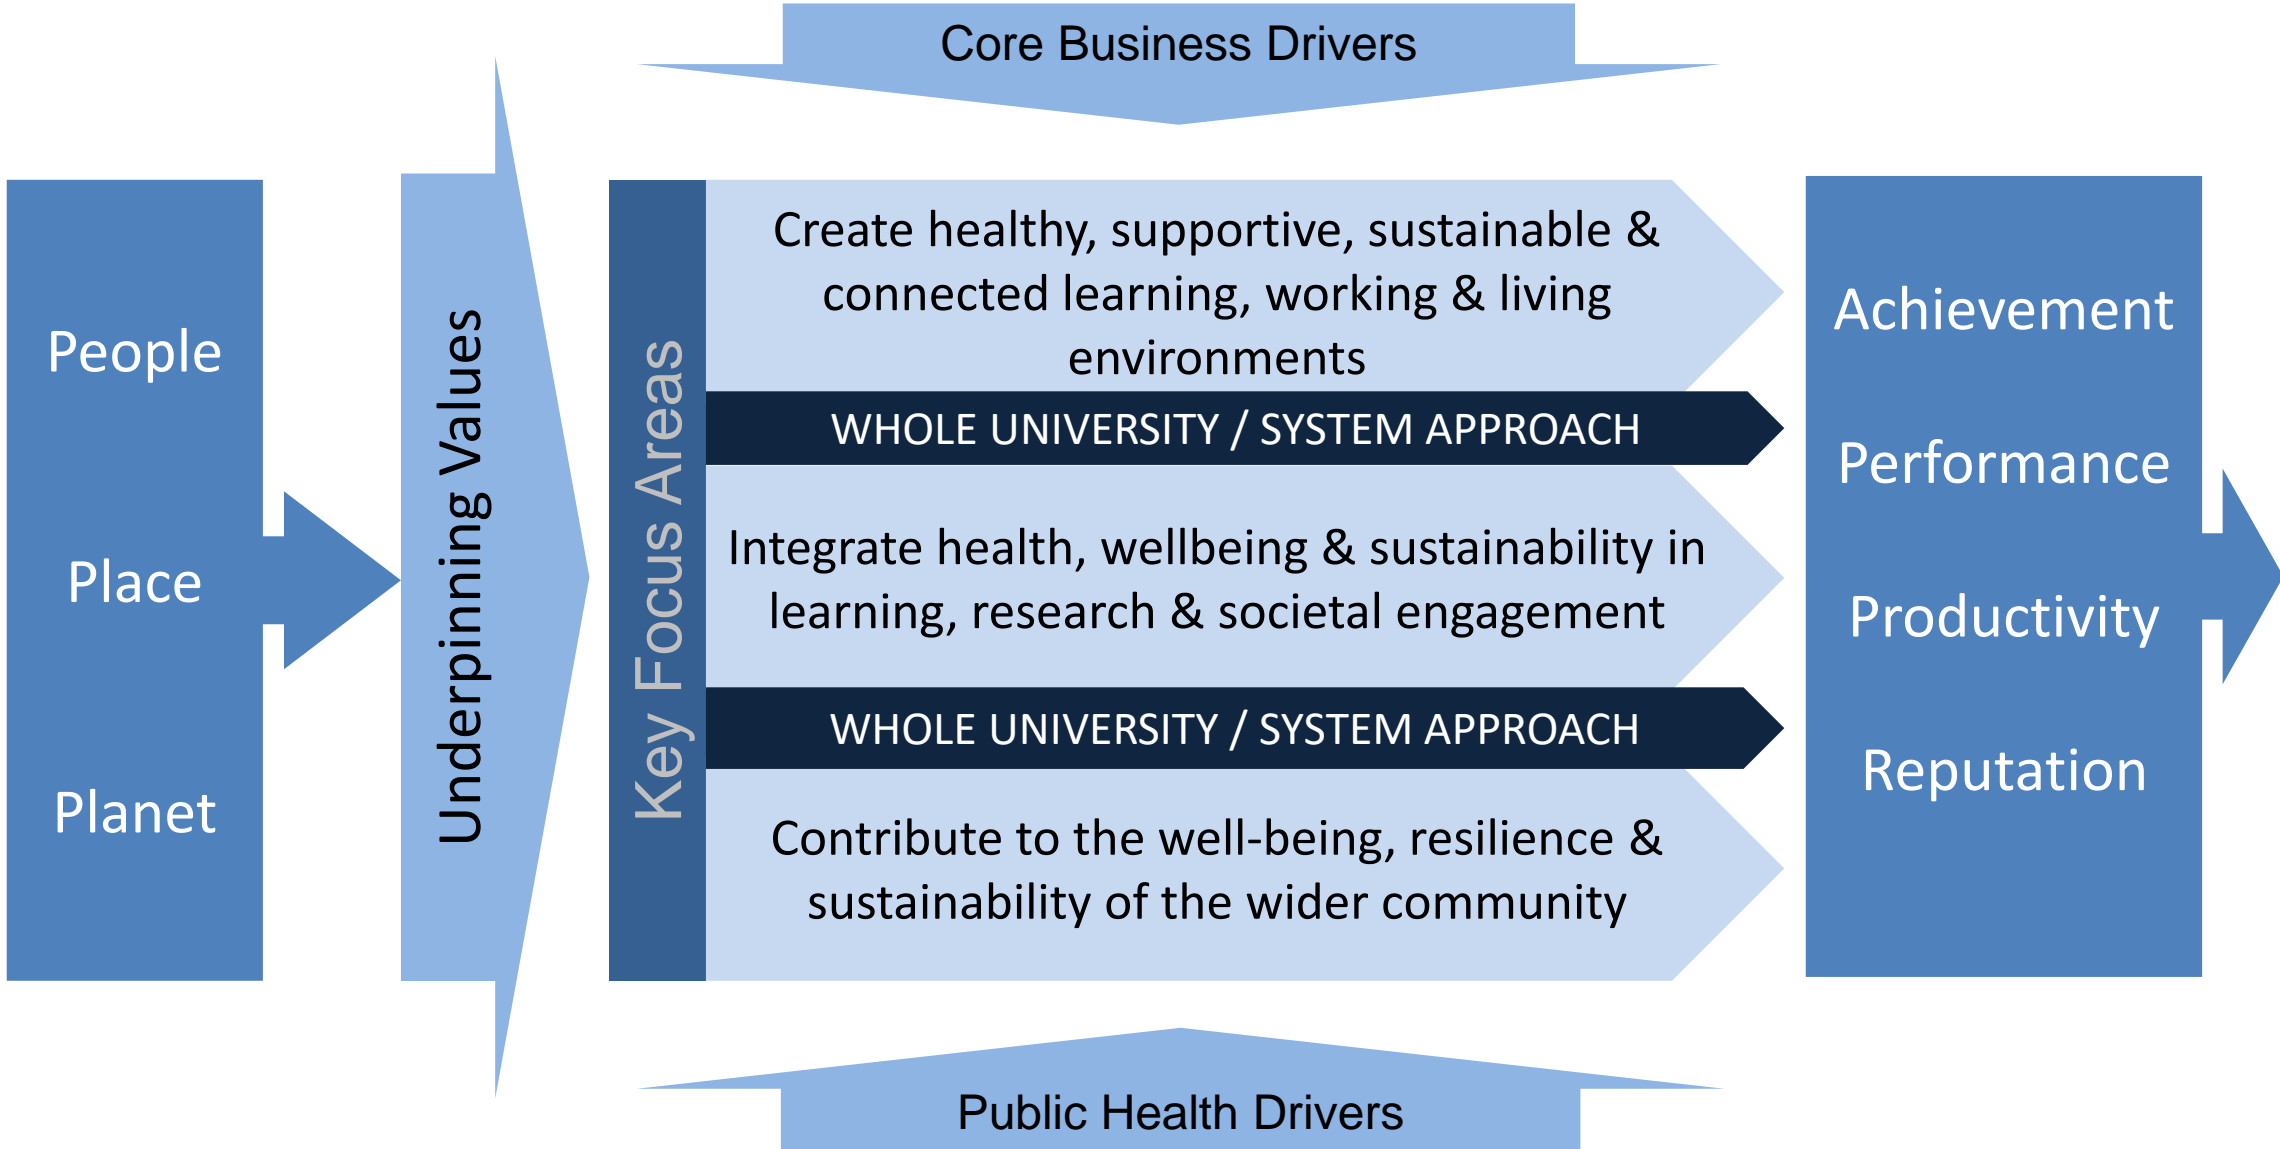 Core Business Drivers
People
Place
Planet
Underpinning Values
Key Focus Areas
Create healthy, supportive, sustainable &
connected learning, working & living
environments
WHOLE UNIVERSITY / SYSTEM APPROACH
Integrate health, wellbeing & sustainability in
learning, research & societal engagement
WHOLE UNIVERSITY / SYSTEM APPROACH
Contribute to the well-being, resilience &
sustainability of the wider community
Achievement
Performance
Productivity
Reputation
Public Health Drivers